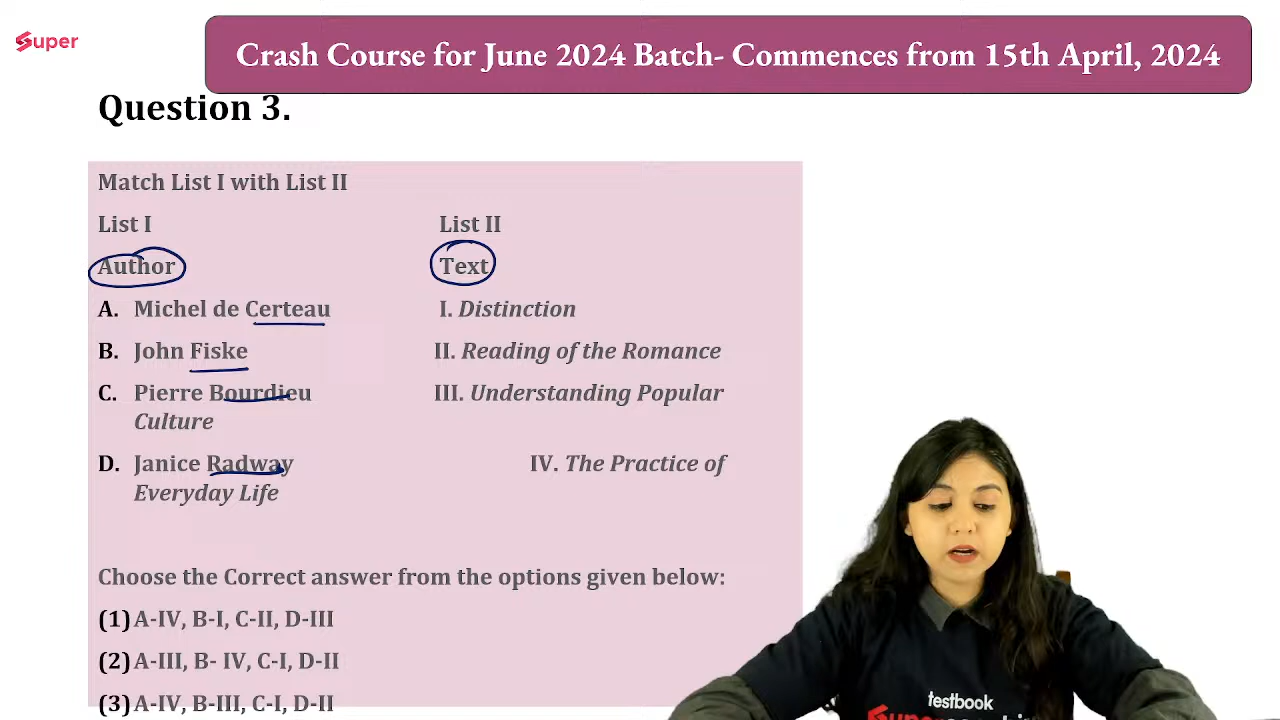 Super
Crash Course for June 2024 Batch- Commences from 15th April, 2024
Question 3.
Match List I with List II
List I List II
Author Text
A. Michel de Certeau I. Distinction
B. John Fiske II. Reading of the Romance
C. Pierre Bourdieu III. Understanding Popular
Culture
D. Janice Radway IV. The Practice of
Everyday Life
Choose the Correct answer from the options given below:
(1) A-IV, B-I, C-II, D-III
(2) A-III, B- IV, C-I, D-II
(3) A-IV, B-III, C-I, D-II
testbook